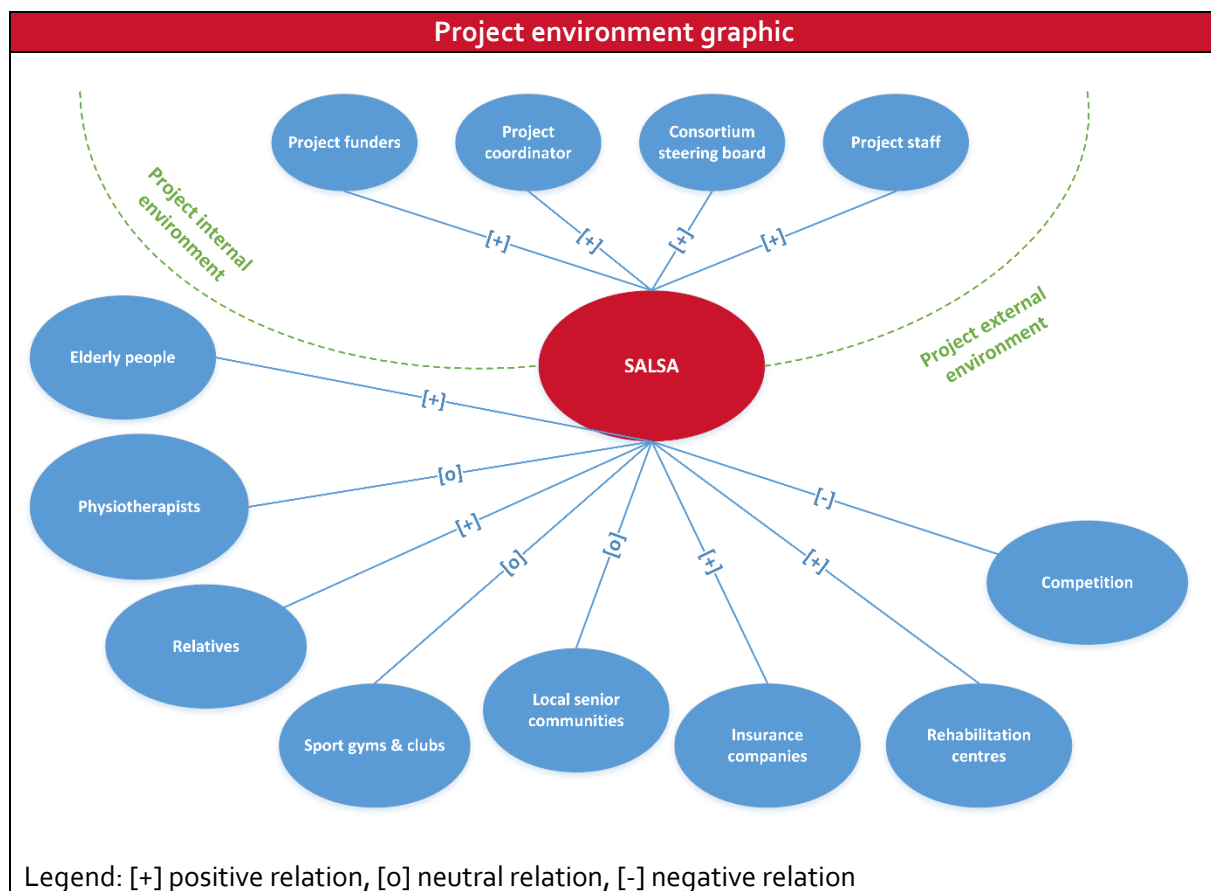 Project environment graphic
Project funders
Project
coordinator
Consortium
steering board
Project staff
Project internal
environment
[+]
[+]
[+]
[+]
Project external
environment
SALSA
Elderly people
[+]
Physiotherapists
[o]
Relatives
[+]
Sport gyms & clubs
[o]
Local senior
communities
[o]
Insurance
companies
[+]
Rehabilitation
centres
[+]
Competition
[-]
Legend: [+] positive relation, [o] neutral relation, [-] negative relation